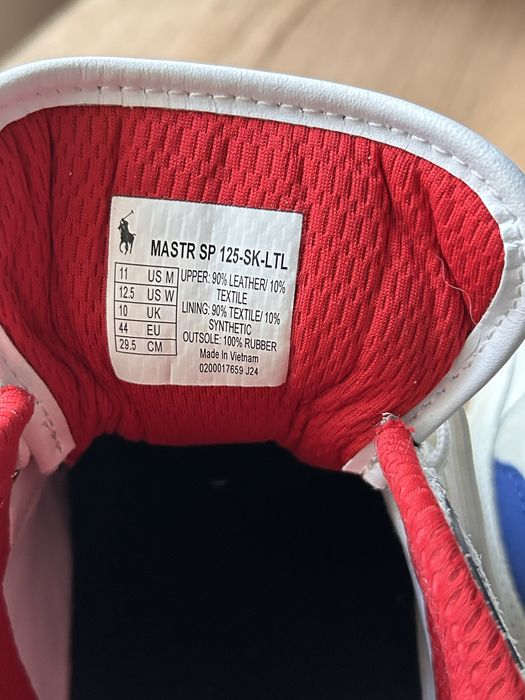 MASTR SP 125-SK-LTL
11 US M
12.5 US W
10 UK
44 EU
29.5 CM
UPPER: 90% LEATHER/ 10%
TEXTILE
LINING: 90% TEXTILE/ 10%
SYNTHETIC
OUTSOLE: 100% RUBBER
Made In Vietnam
0200017659 J24